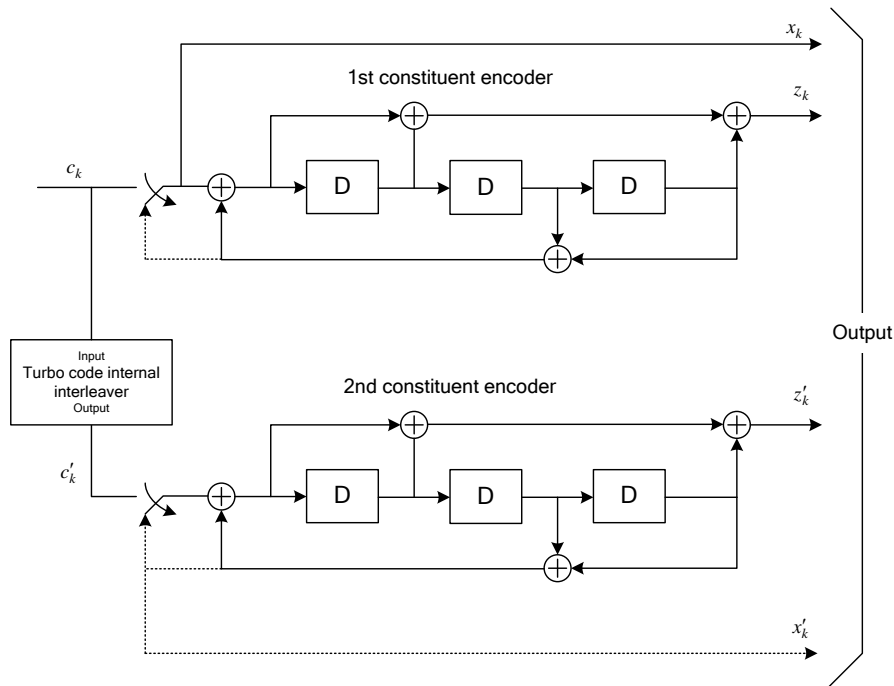 x_k
1st constituent encoder
z_k
c_k
D
D
D
Output
Input
Turbo code internal
interleaver
Output
2nd constituent encoder
z'_k
c'_k
D
D
D
x'_k